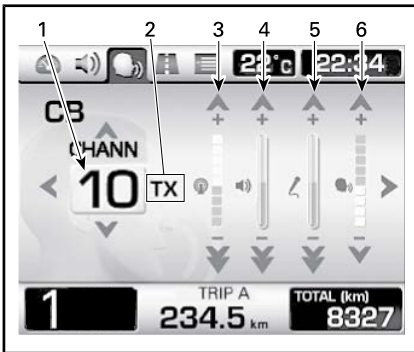 1 2 3 4 5 6
22°C 22:34
CB
CHANN
10 TX
+ + + +
- - - -
1
TRIP A
234.5 km
TOTAL (km)
8327